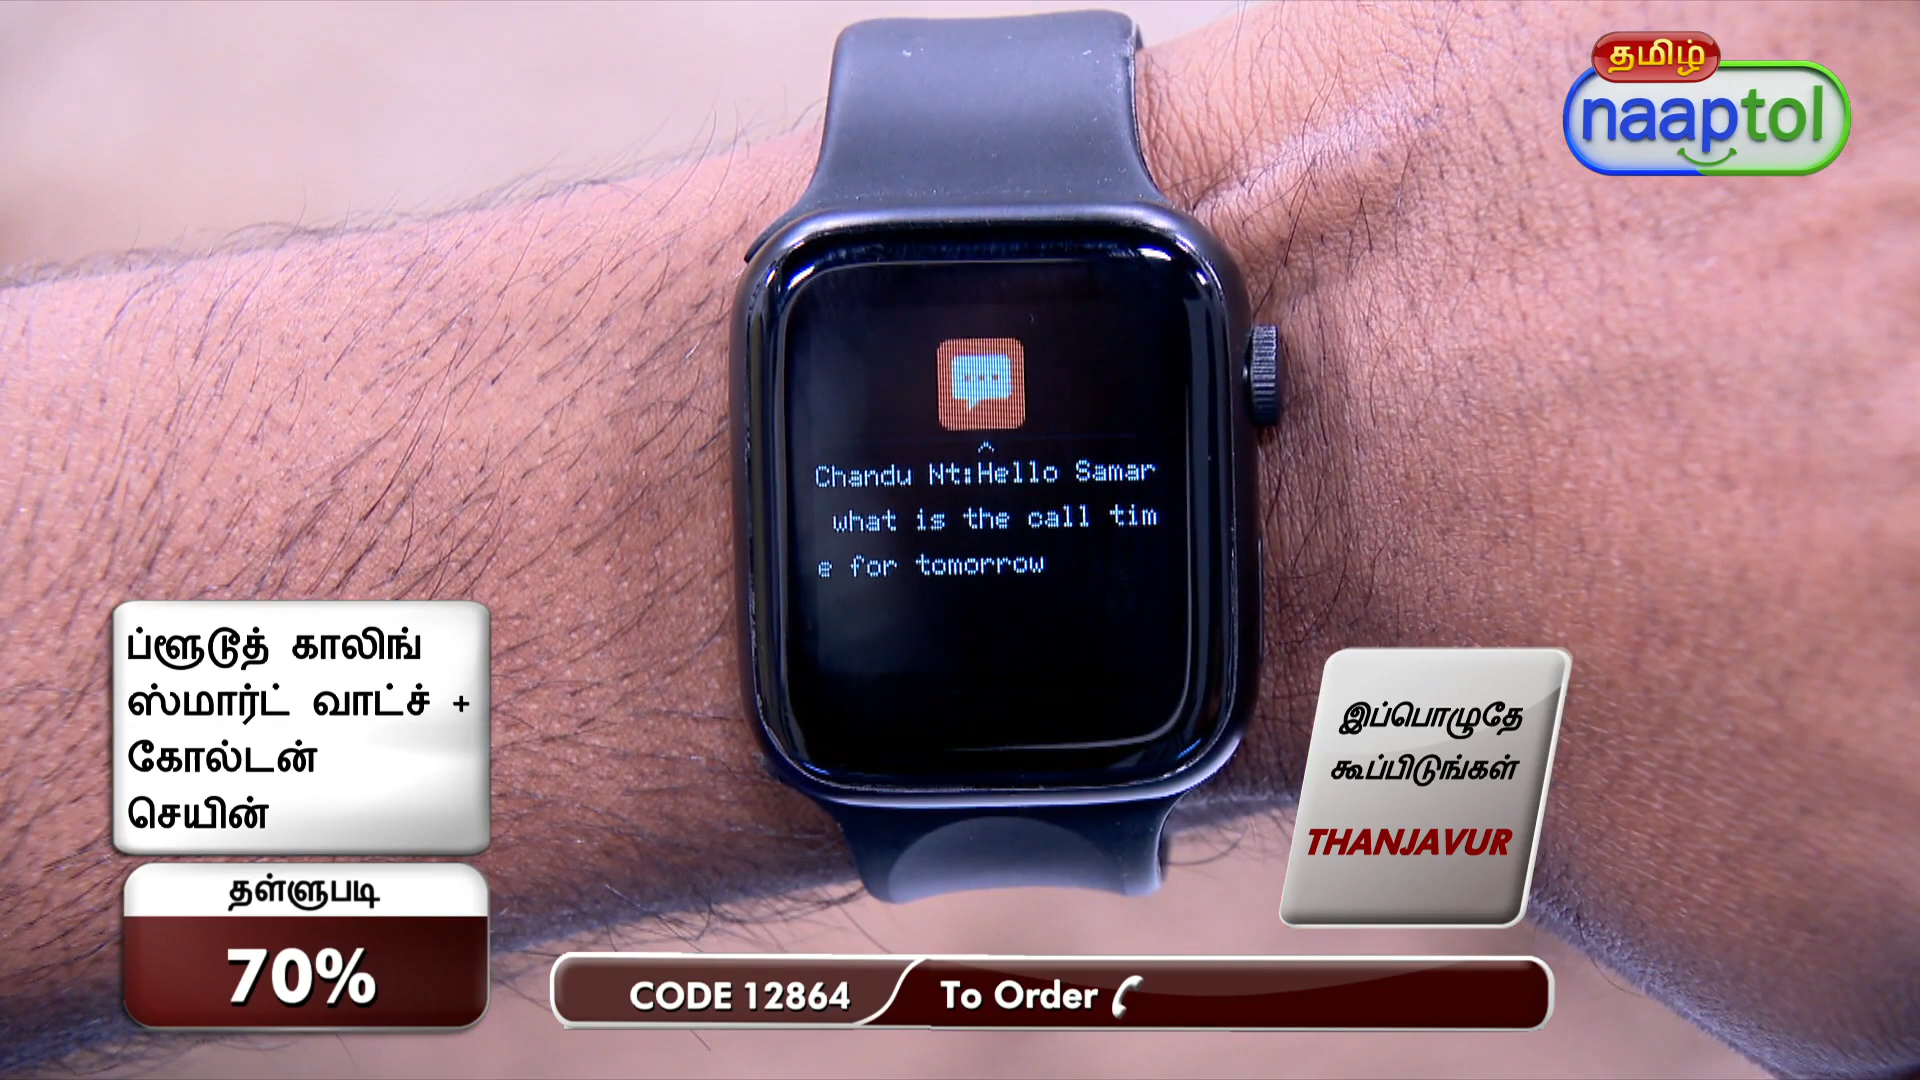 தமிழ்
naaptol
Chandu Nt:Hello Samar
what is the call tim
e for tomorrow
ப்ளூடூத் காலிங்
ஸ்மார்ட் வாட்ச் +
கோல்டன்
செயின்
தள்ளுபடி
70%
இப்பொழுதே
கூப்பிடுங்கள்
THANJAVUR
CODE 12864
To Order